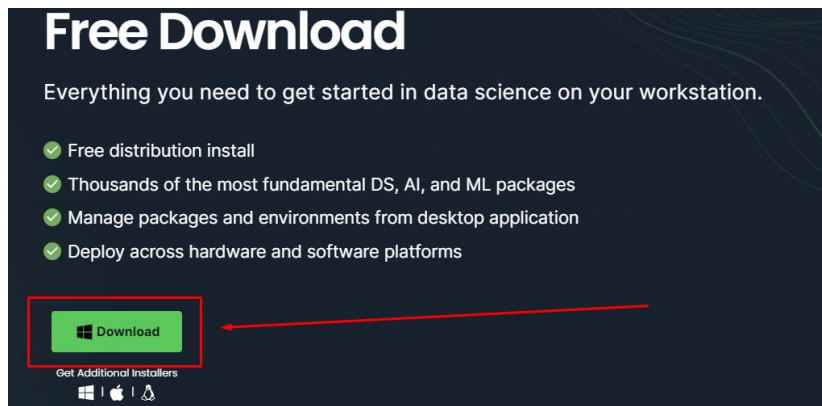 Free Download
Everything you need to get started in data science on your workstation.
Free distribution install
Thousands of the most fundamental DS, AI, and ML packages
Manage packages and environments from desktop application
Deploy across hardware and software platforms
Download
Get Additional Installers